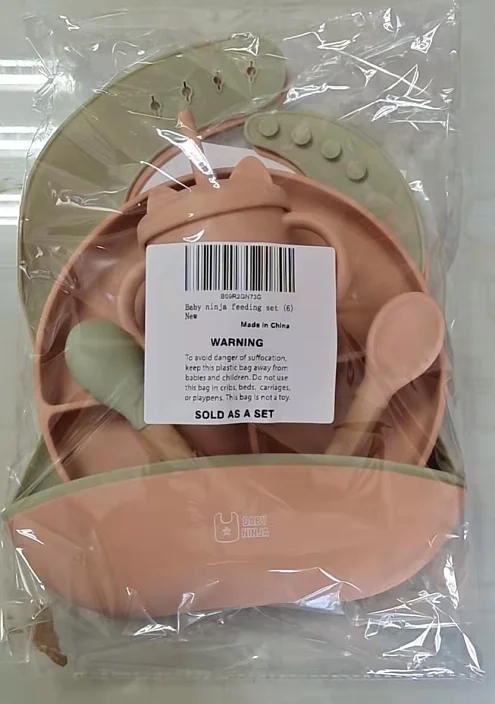 B09R2GN73G
Baby ninja feeding set (6)
New
Made in China
WARNING
To avoid danger of suffocation,
keep this plastic bag away from
babies and children. Do not use
this bag in cribs, beds, carriages,
or playpens. This bag is not a toy.
SOLD AS A SET
BABY
NINJA